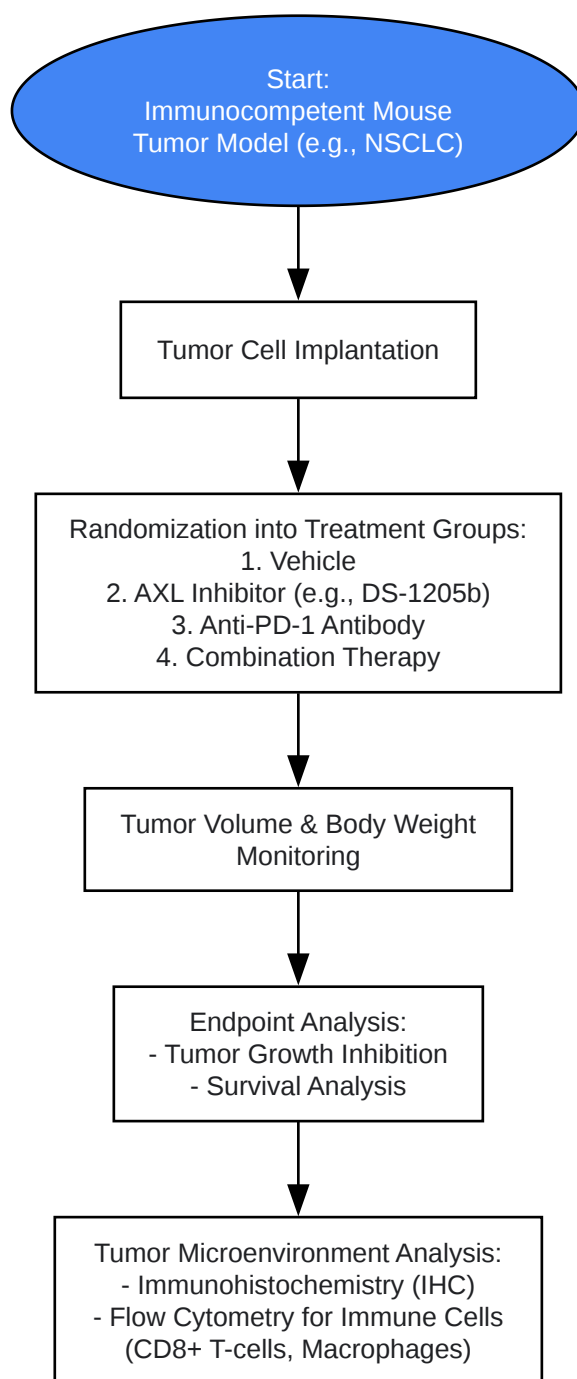 Start:
Immunocompetent Mouse
Tumor Model (e.g., NSCLC)
Tumor Cell Implantation
Randomization into Treatment Groups:
1. Vehicle
2. AXL Inhibitor (e.g., DS-1205b)
3. Anti-PD-1 Antibody
4. Combination Therapy
Tumor Volume & Body Weight
Monitoring
Endpoint Analysis:
- Tumor Growth Inhibition
- Survival Analysis
Tumor Microenvironment Analysis:
- Immunohistochemistry (IHC)
- Flow Cytometry for Immune Cells
(CD8+ T-cells, Macrophages)